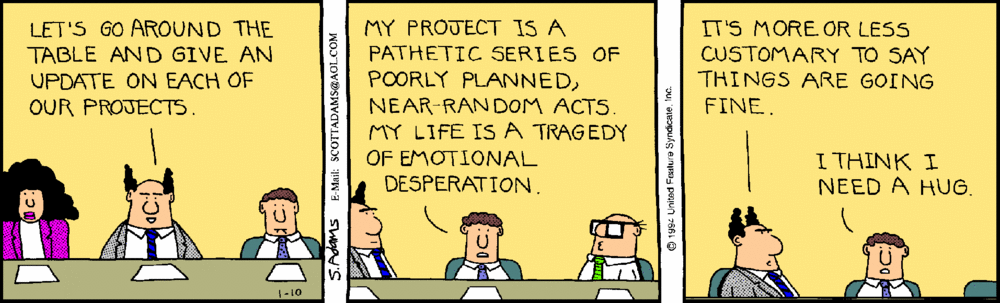 LET'S GO AROUND THE
TABLE AND GIVE AN
UPDATE ON EACH OF
OUR PROJECTS.
1-10
S. ADAMS
E-Mail: SCOTTADAMS@AOL.COM
MY PROJECT IS A
PATHETIC SERIES OF
POORLY PLANNED,
NEAR-RANDOM ACTS.
MY LIFE IS A TRAGEDY
OF EMOTIONAL
DESPERATION.
© 1994 United Feature Syndicate, Inc.
IT'S MORE OR LESS
CUSTOMARY TO SAY
THINGS ARE GOING
FINE.
I THINK I
NEED A HUG.